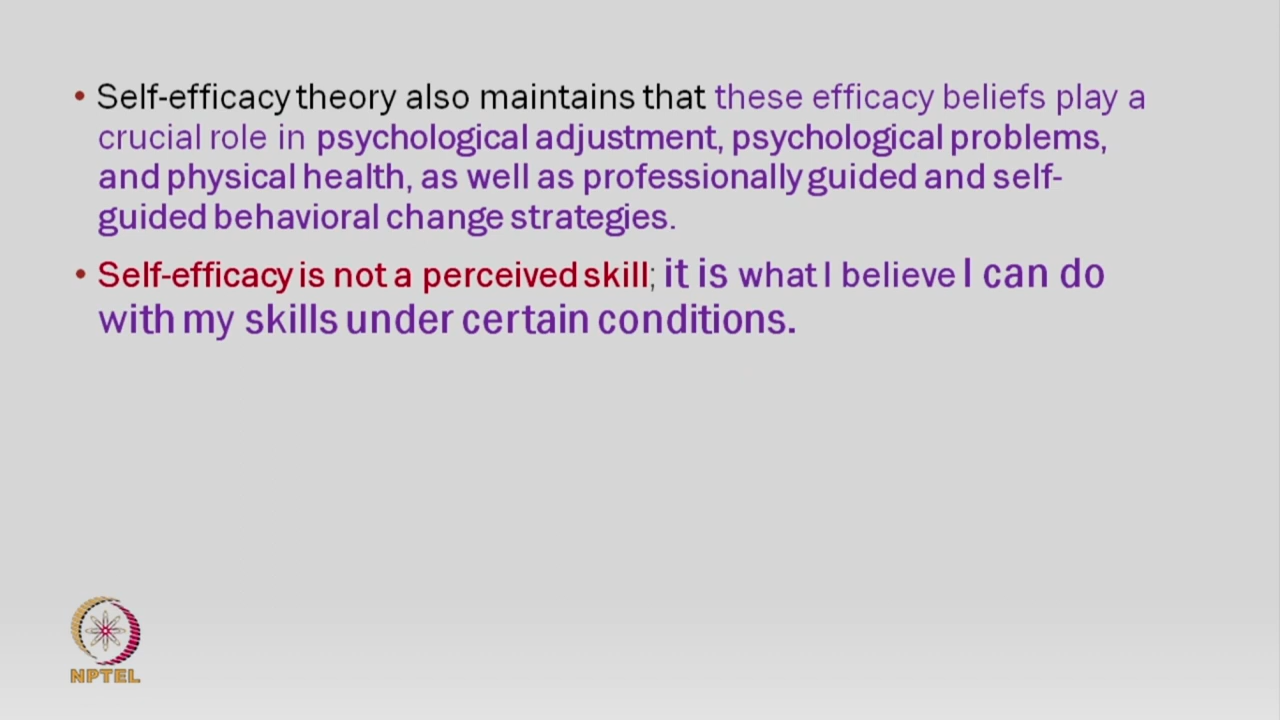 • Self-efficacy theory also maintains that these efficacy beliefs play a
crucial role in psychological adjustment, psychological problems,
and physical health, as well as professionally guided and self-
guided behavioral change strategies.
• Self-efficacy is not a perceived skill; it is what I believe I can do
with my skills under certain conditions.
NPTEL